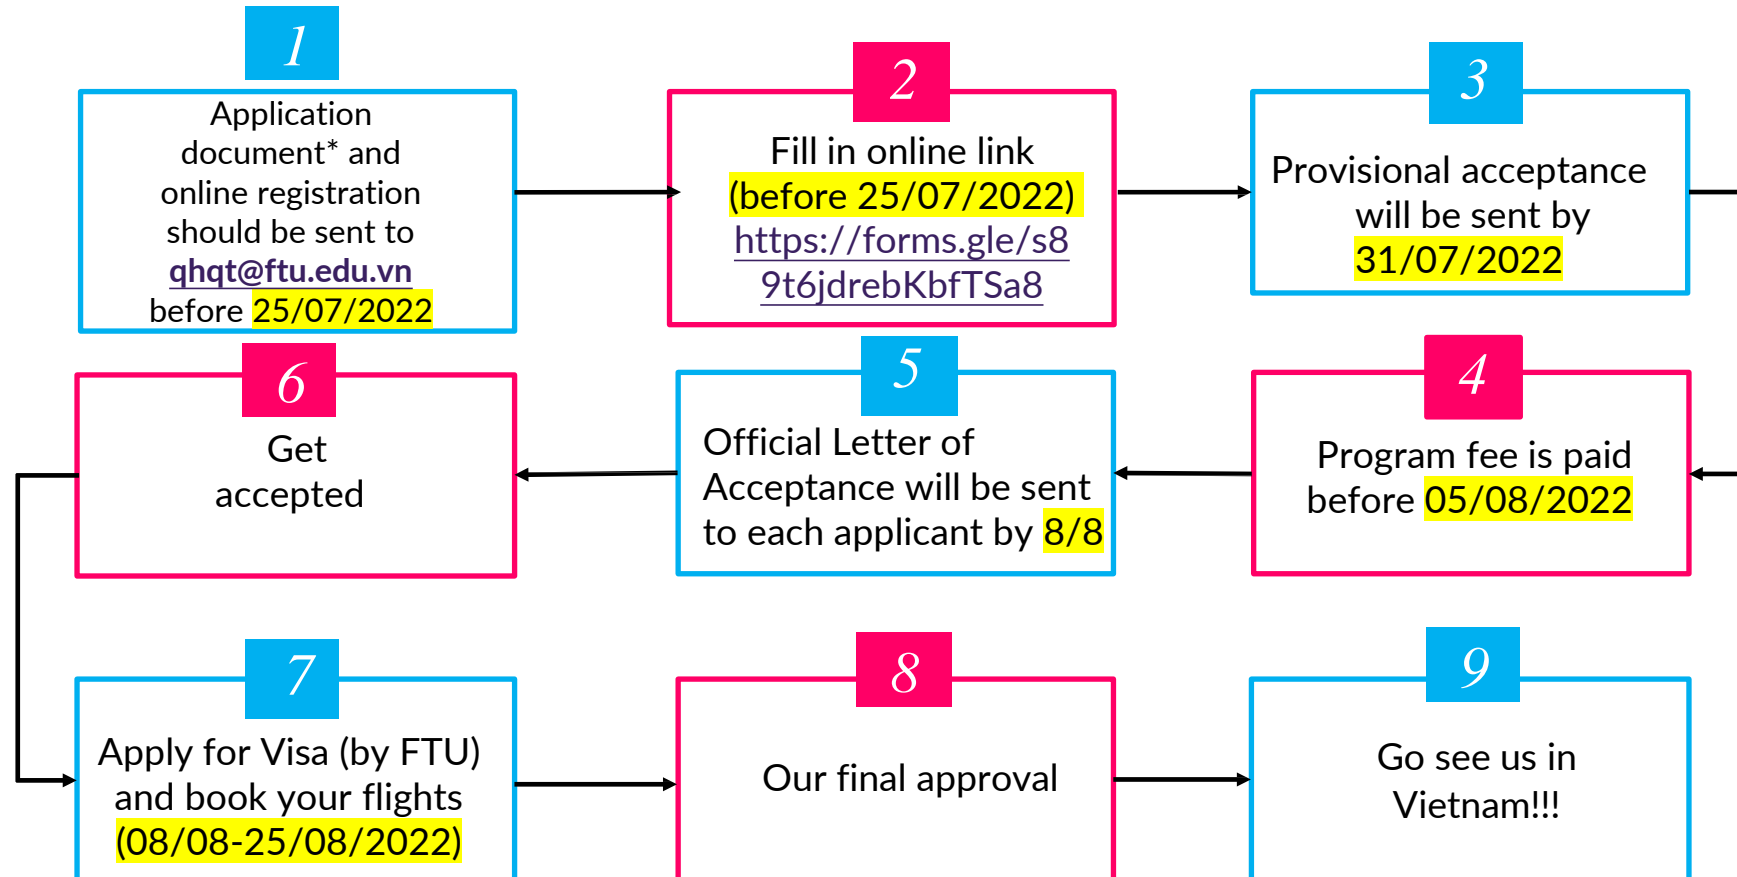 1
Application
document* and
online registration
should be sent to
qhqt@ftu.edu.vn
before 25/07/2022
2
Fill in online link
(before 25/07/2022)
https://forms.gle/s8
9t6jdrebKbfTSa8
3
Provisional acceptance
will be sent by
31/07/2022
4
Program fee is paid
before 05/08/2022
5
Official Letter of
Acceptance will be sent
to each applicant by 8/8
6
Get
accepted
7
Apply for Visa (by FTU)
and book your flights
(08/08-25/08/2022)
8
Our final approval
9
Go see us in
Vietnam!!!